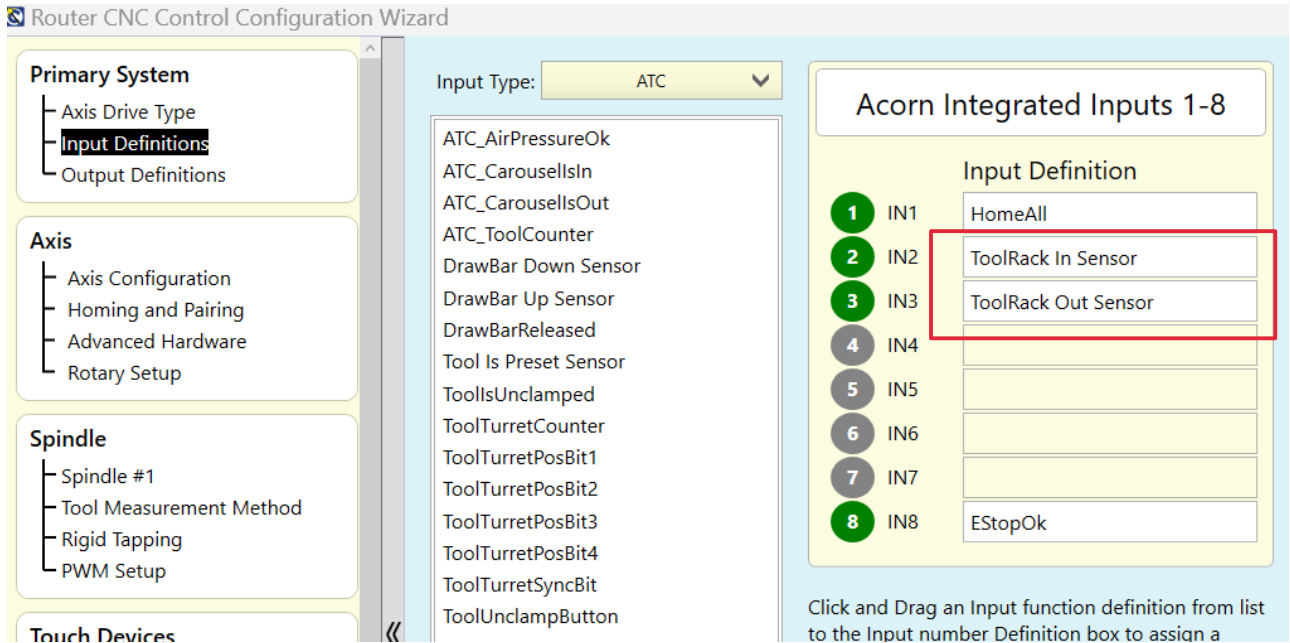 Router CNC Control Configuration Wizard
Primary System
Axis Drive Type
Input Definitions
Output Definitions
Axis
Axis Configuration
Homing and Pairing
Advanced Hardware
Rotary Setup
Spindle
Spindle #1
Tool Measurement Method
Rigid Tapping
PWM Setup
Touch Devices
Input Type: ATC
ATC_AirPressureOk
ATC_CarouselIsIn
ATC_CarouselIsOut
ATC_ToolCounter
DrawBar Down Sensor
DrawBar Up Sensor
DrawBarReleased
Tool Is Preset Sensor
ToolIsUnclamped
ToolTurretCounter
ToolTurretPosBit1
ToolTurretPosBit2
ToolTurretPosBit3
ToolTurretPosBit4
ToolTurretSyncBit
ToolUnclampButton
Acorn Integrated Inputs 1-8
Input Definition
1 IN1 HomeAll
2 IN2 ToolRack In Sensor
3 IN3 ToolRack Out Sensor
4 IN4
5 IN5
6 IN6
7 IN7
8 IN8 EStopOk
Click and Drag an Input function definition from list
to the Input number Definition box to assign a